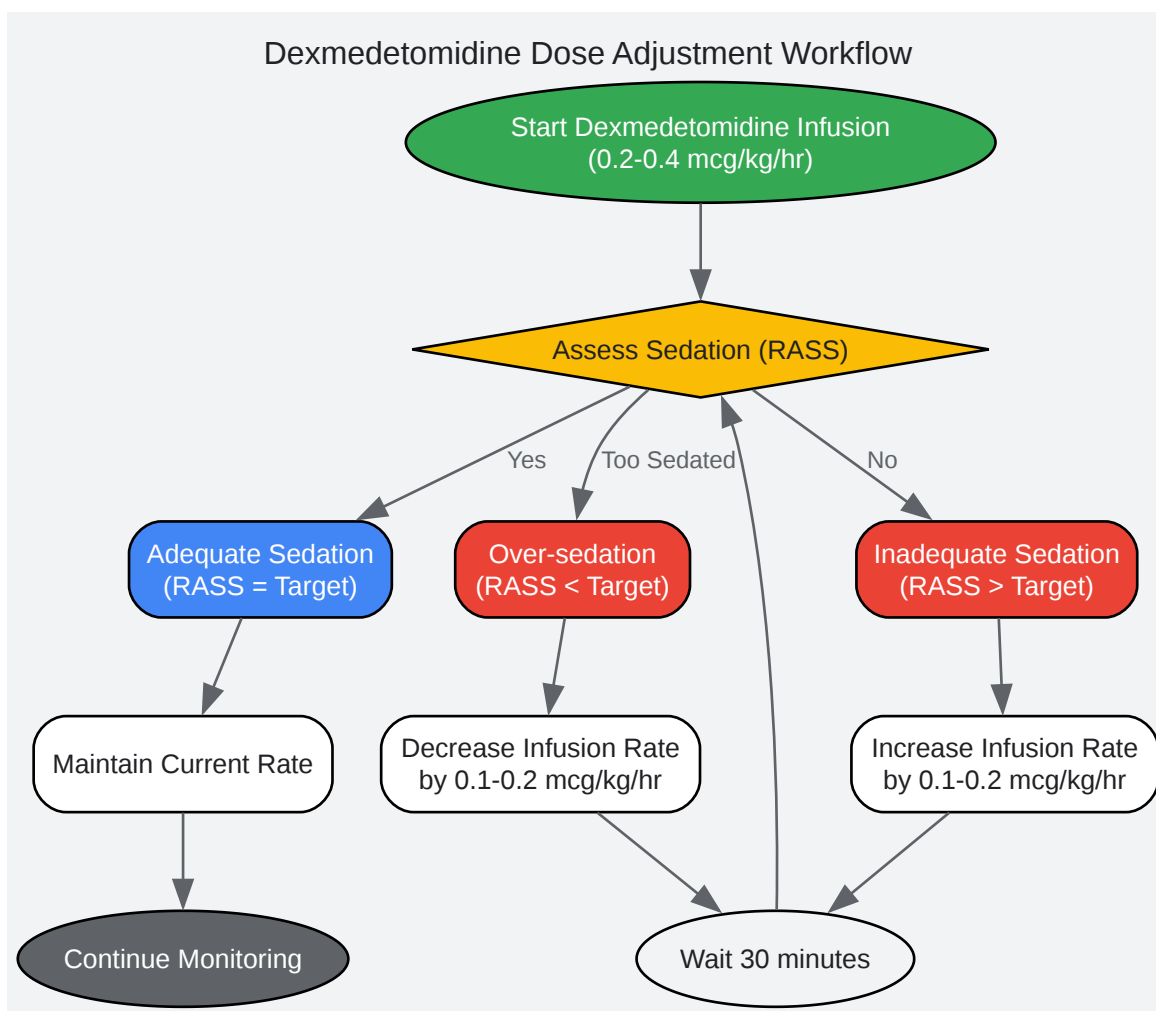 Dexmedetomidine Dose Adjustment Workflow
Start Dexmedetomidine Infusion
(0.2-0.4 mcg/kg/hr)
Assess Sedation (RASS)
Yes
Too Sedated
No
Adequate Sedation
(RASS = Target)
Over-sedation
(RASS < Target)
Inadequate Sedation
(RASS > Target)
Maintain Current Rate
Decrease Infusion Rate
by 0.1-0.2 mcg/kg/hr
Increase Infusion Rate
by 0.1-0.2 mcg/kg/hr
Continue Monitoring
Wait 30 minutes